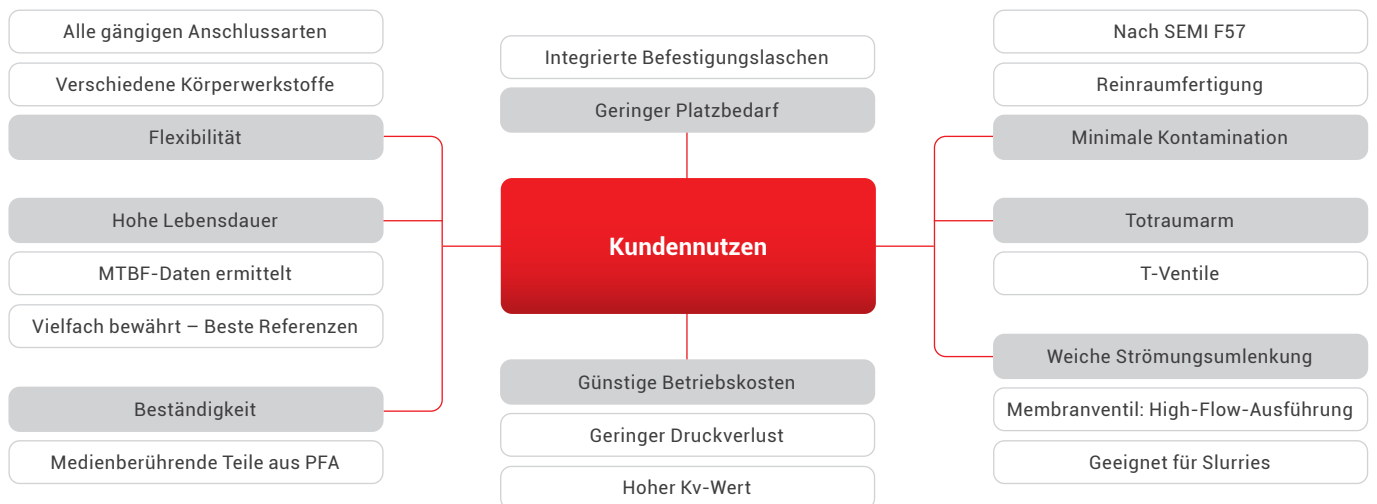 Alle gängigen Anschlussarten
Verschiedene Körperwerkstoffe
Flexibilität
Hohe Lebensdauer
MTBF-Daten ermittelt
Vielfach bewährt – Beste Referenzen
Beständigkeit
Medienberührende Teile aus PFA
Integrierte Befestigungslaschen
Geringer Platzbedarf
Kundennutzen
Günstige Betriebskosten
Geringer Druckverlust
Hoher Kv-Wert
Nach SEMI F57
Reinraumfertigung
Minimale Kontamination
Totraumarm
T-Ventile
Weiche Strömungsumlenkung
Membranventil: High-Flow-Ausführung
Geeignet für Slurries